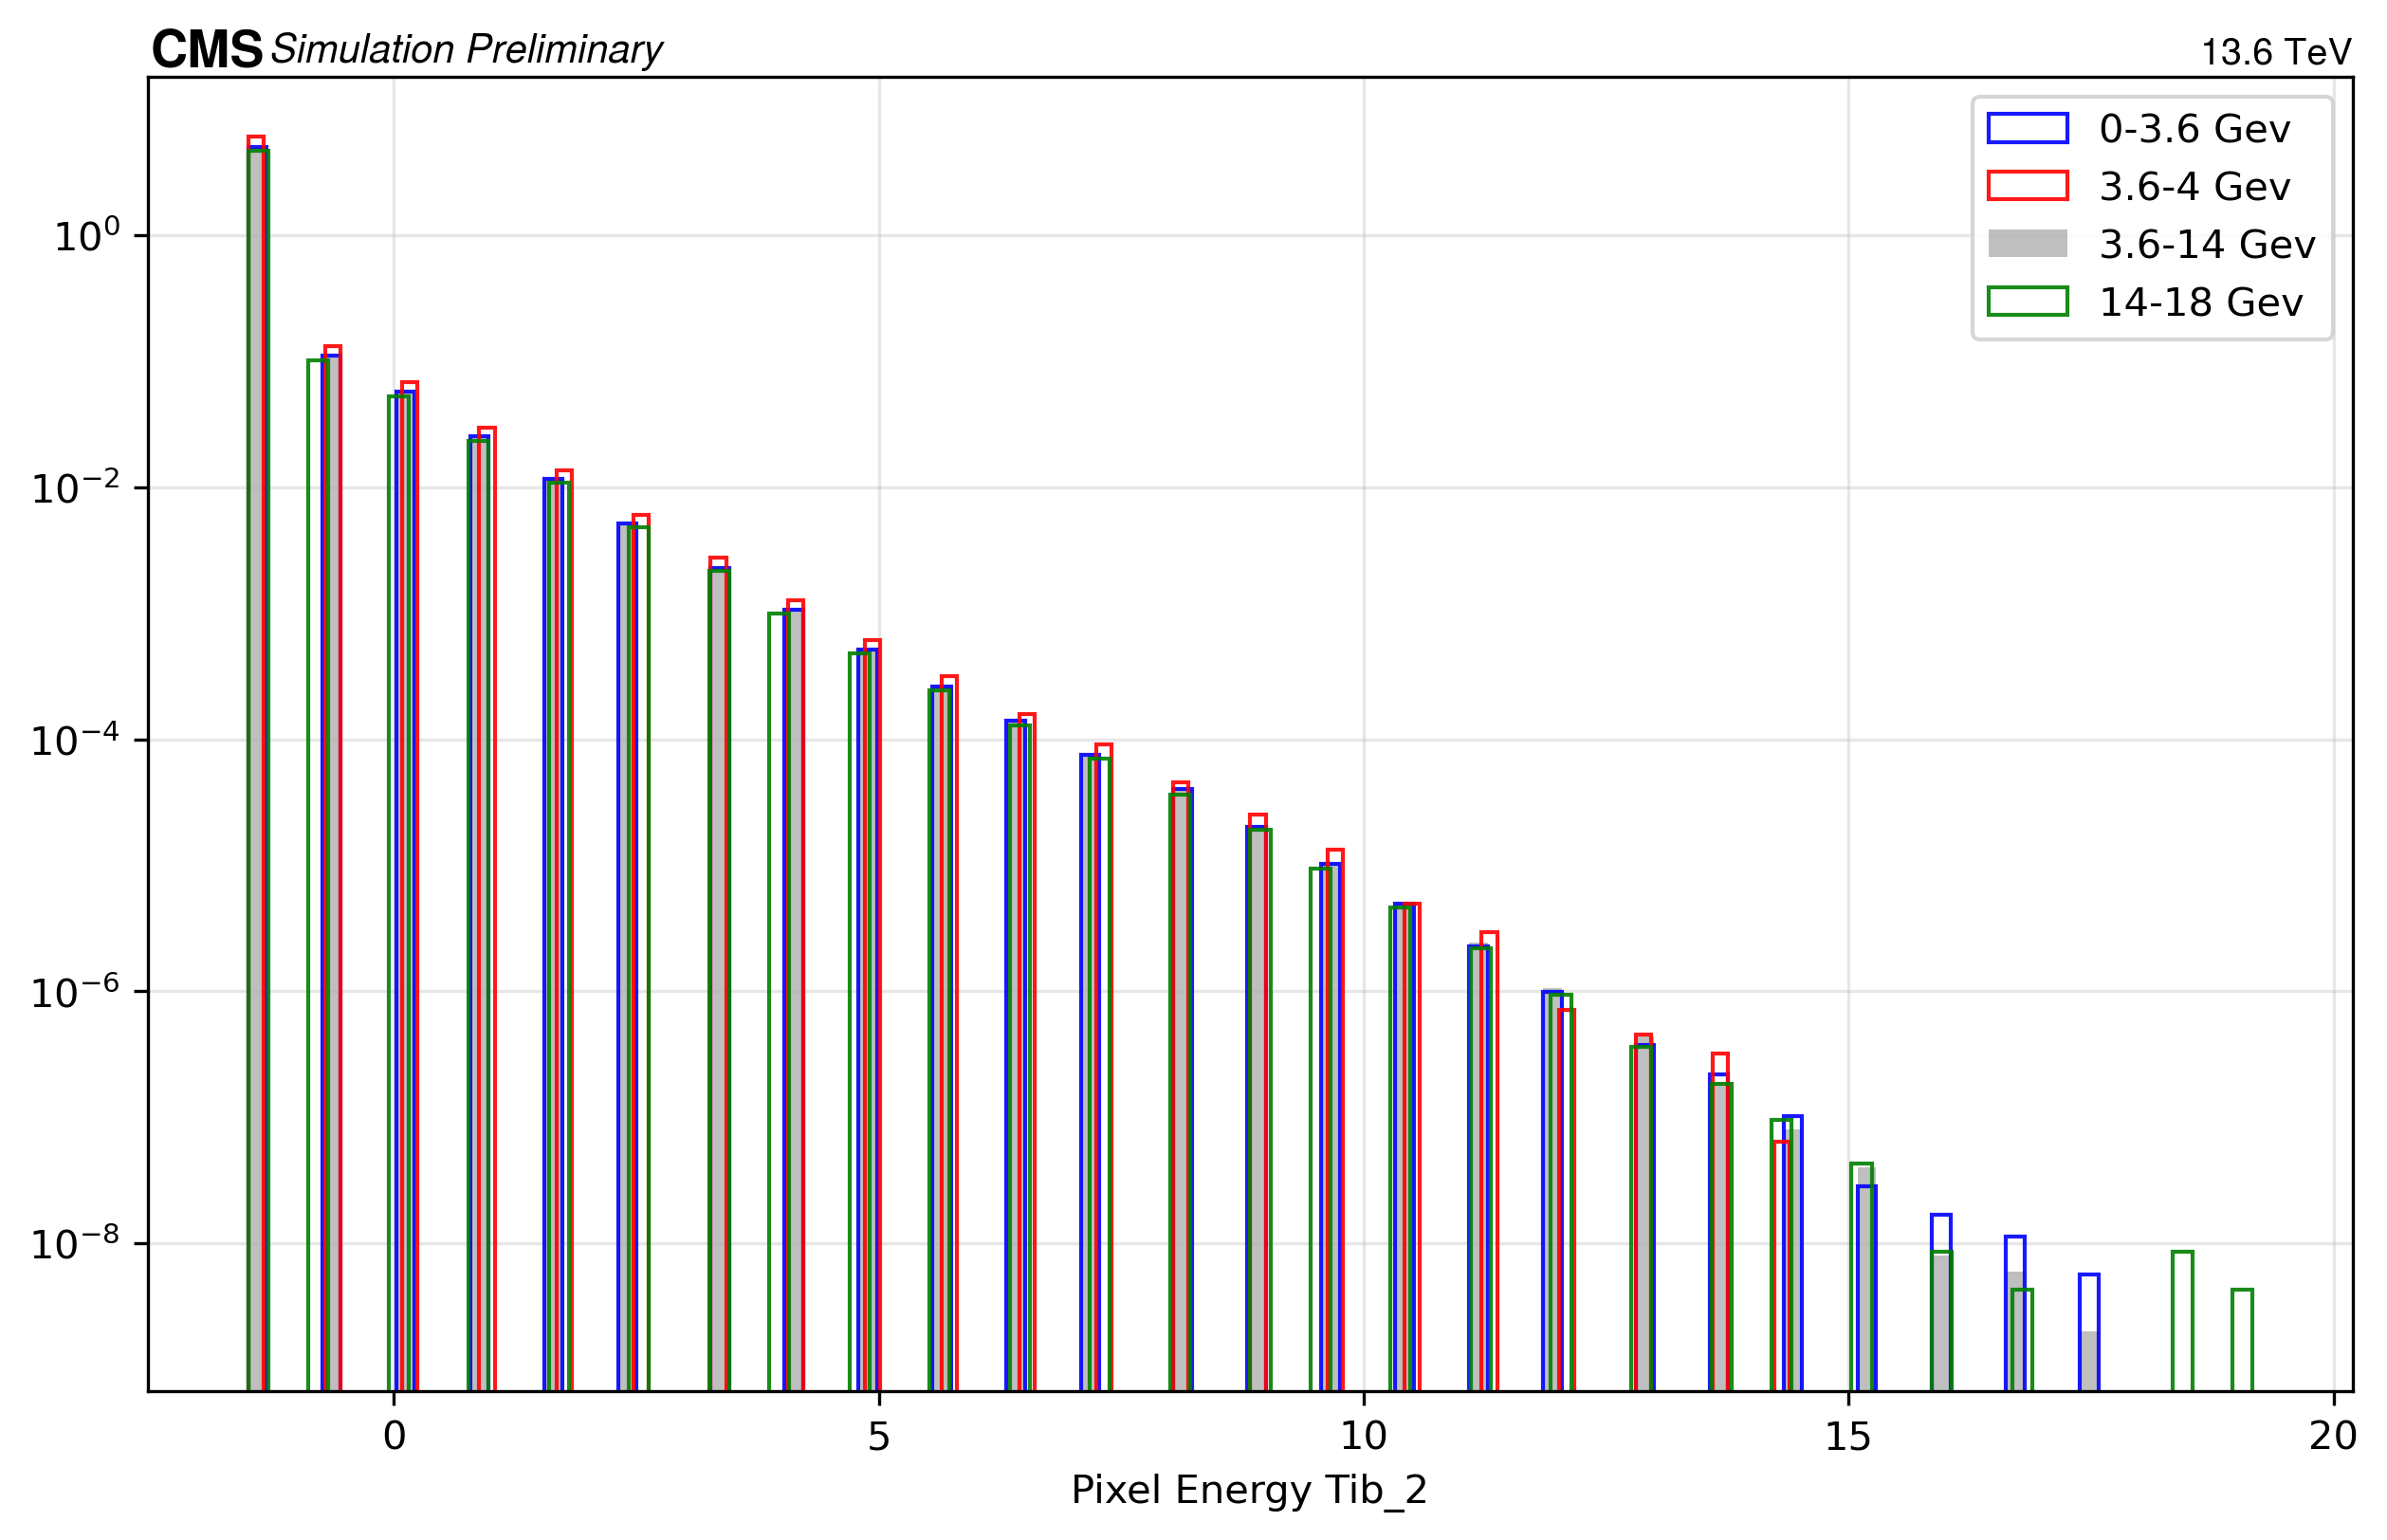 CMS Simulation Preliminary
13.6 TeV
0-3.6 Gev
3.6-4 Gev
3.6-14 Gev
14-18 Gev
10⁰
10⁻²
10⁻⁴
10⁻⁶
10⁻⁸
0 5 10 15 20
Pixel Energy Tib_2